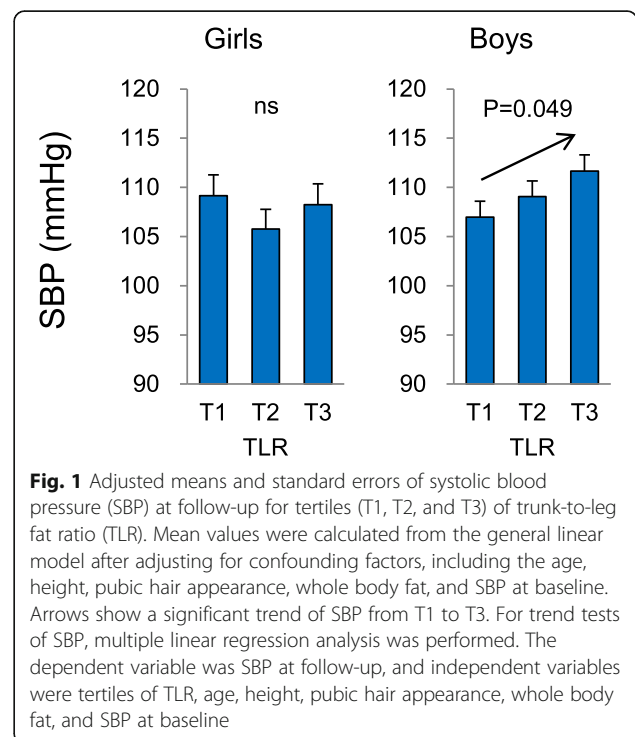 Girls
Boys
SBP (mmHg)
120
115
110
105
100
95
90
ns
T1 T2 T3
TLR
120
115
110
105
100
95
90
P=0.049
T1 T2 T3
TLR
Fig. 1 Adjusted means and standard errors of systolic blood
pressure (SBP) at follow-up for tertiles (T1, T2, and T3) of trunk-to-leg
fat ratio (TLR). Mean values were calculated from the general linear
model after adjusting for confounding factors, including the age,
height, pubic hair appearance, whole body fat, and SBP at baseline.
Arrows show a significant trend of SBP from T1 to T3. For trend tests
of SBP, multiple linear regression analysis was performed. The
dependent variable was SBP at follow-up, and independent variables
were tertiles of TLR, age, height, pubic hair appearance, whole body
fat, and SBP at baseline